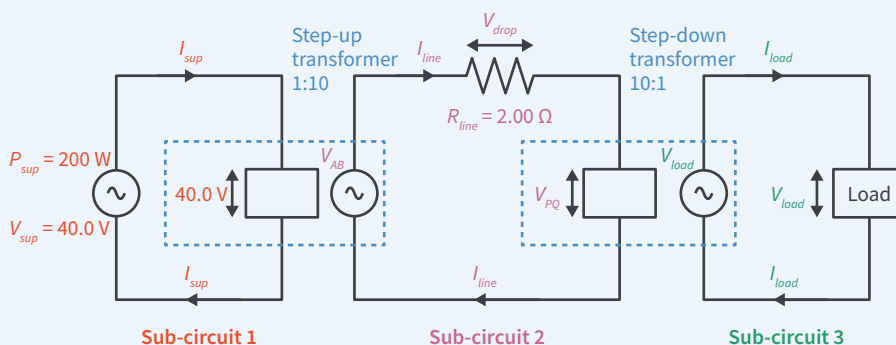 Step-up
transformer
1:10
V_drop
Step-down
transformer
10:1
I_sup
I_line
I_load
R_line = 2.00 Ω
P_sup = 200 W
V_sup = 40.0 V
40.0 V
V_AB
V_PQ
V_load
V_load
Load
I_sup
I_line
I_load
Sub-circuit 1
Sub-circuit 2
Sub-circuit 3